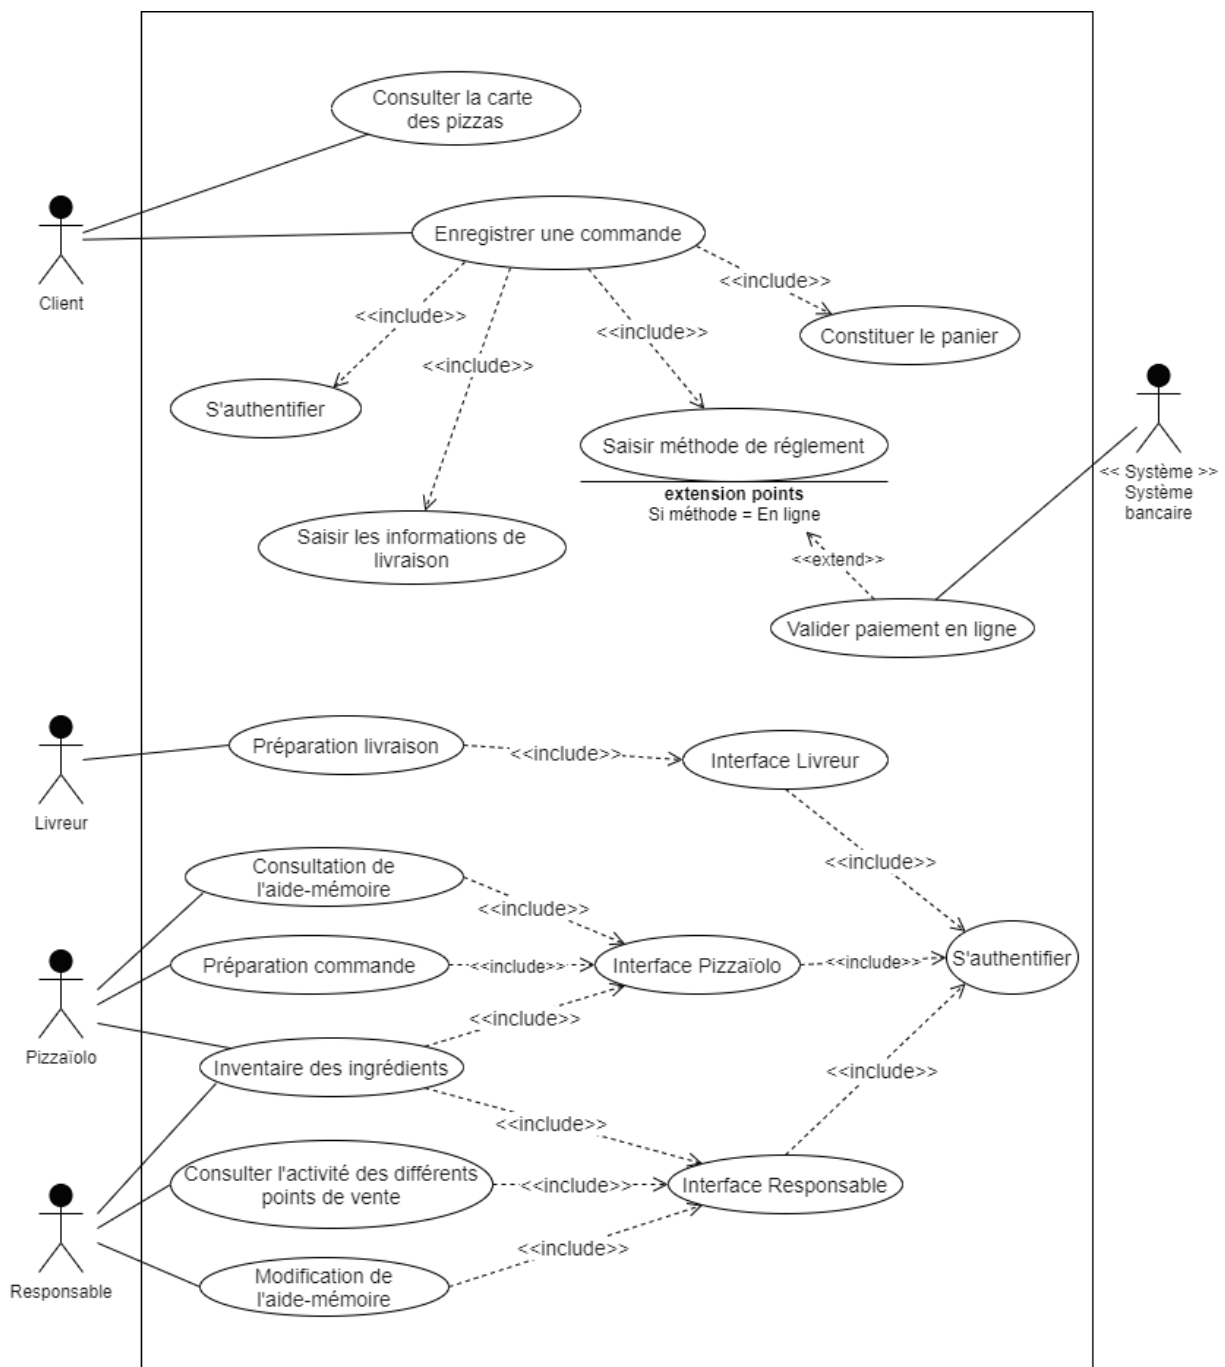 Consulter la carte
des pizzas
Enregistrer une commande
Client
<<include>>
<<include>>
<<include>>
<<include>>
Constituer le panier
S'authentifier
Saisir méthode de réglement
extension points
Si méthode = En ligne
<< Système >>
Système
bancaire
Saisir les informations de
livraison
<<extend>>
Valider paiement en ligne
Livreur
Préparation livraison
<<include>>
Interface Livreur
<<include>>
Consultation de
l'aide-mémoire
<<include>>
Pizzaïolo
Préparation commande
<<include>>
Interface Pizzaïolo
<<include>>
S'authentifier
<<include>>
Inventaire des ingrédients
<<include>>
<<include>>
Consulter l'activité des différents
points de vente
<<include>>
Interface Responsable
Responsable
<<include>>
Modification de
l'aide-mémoire